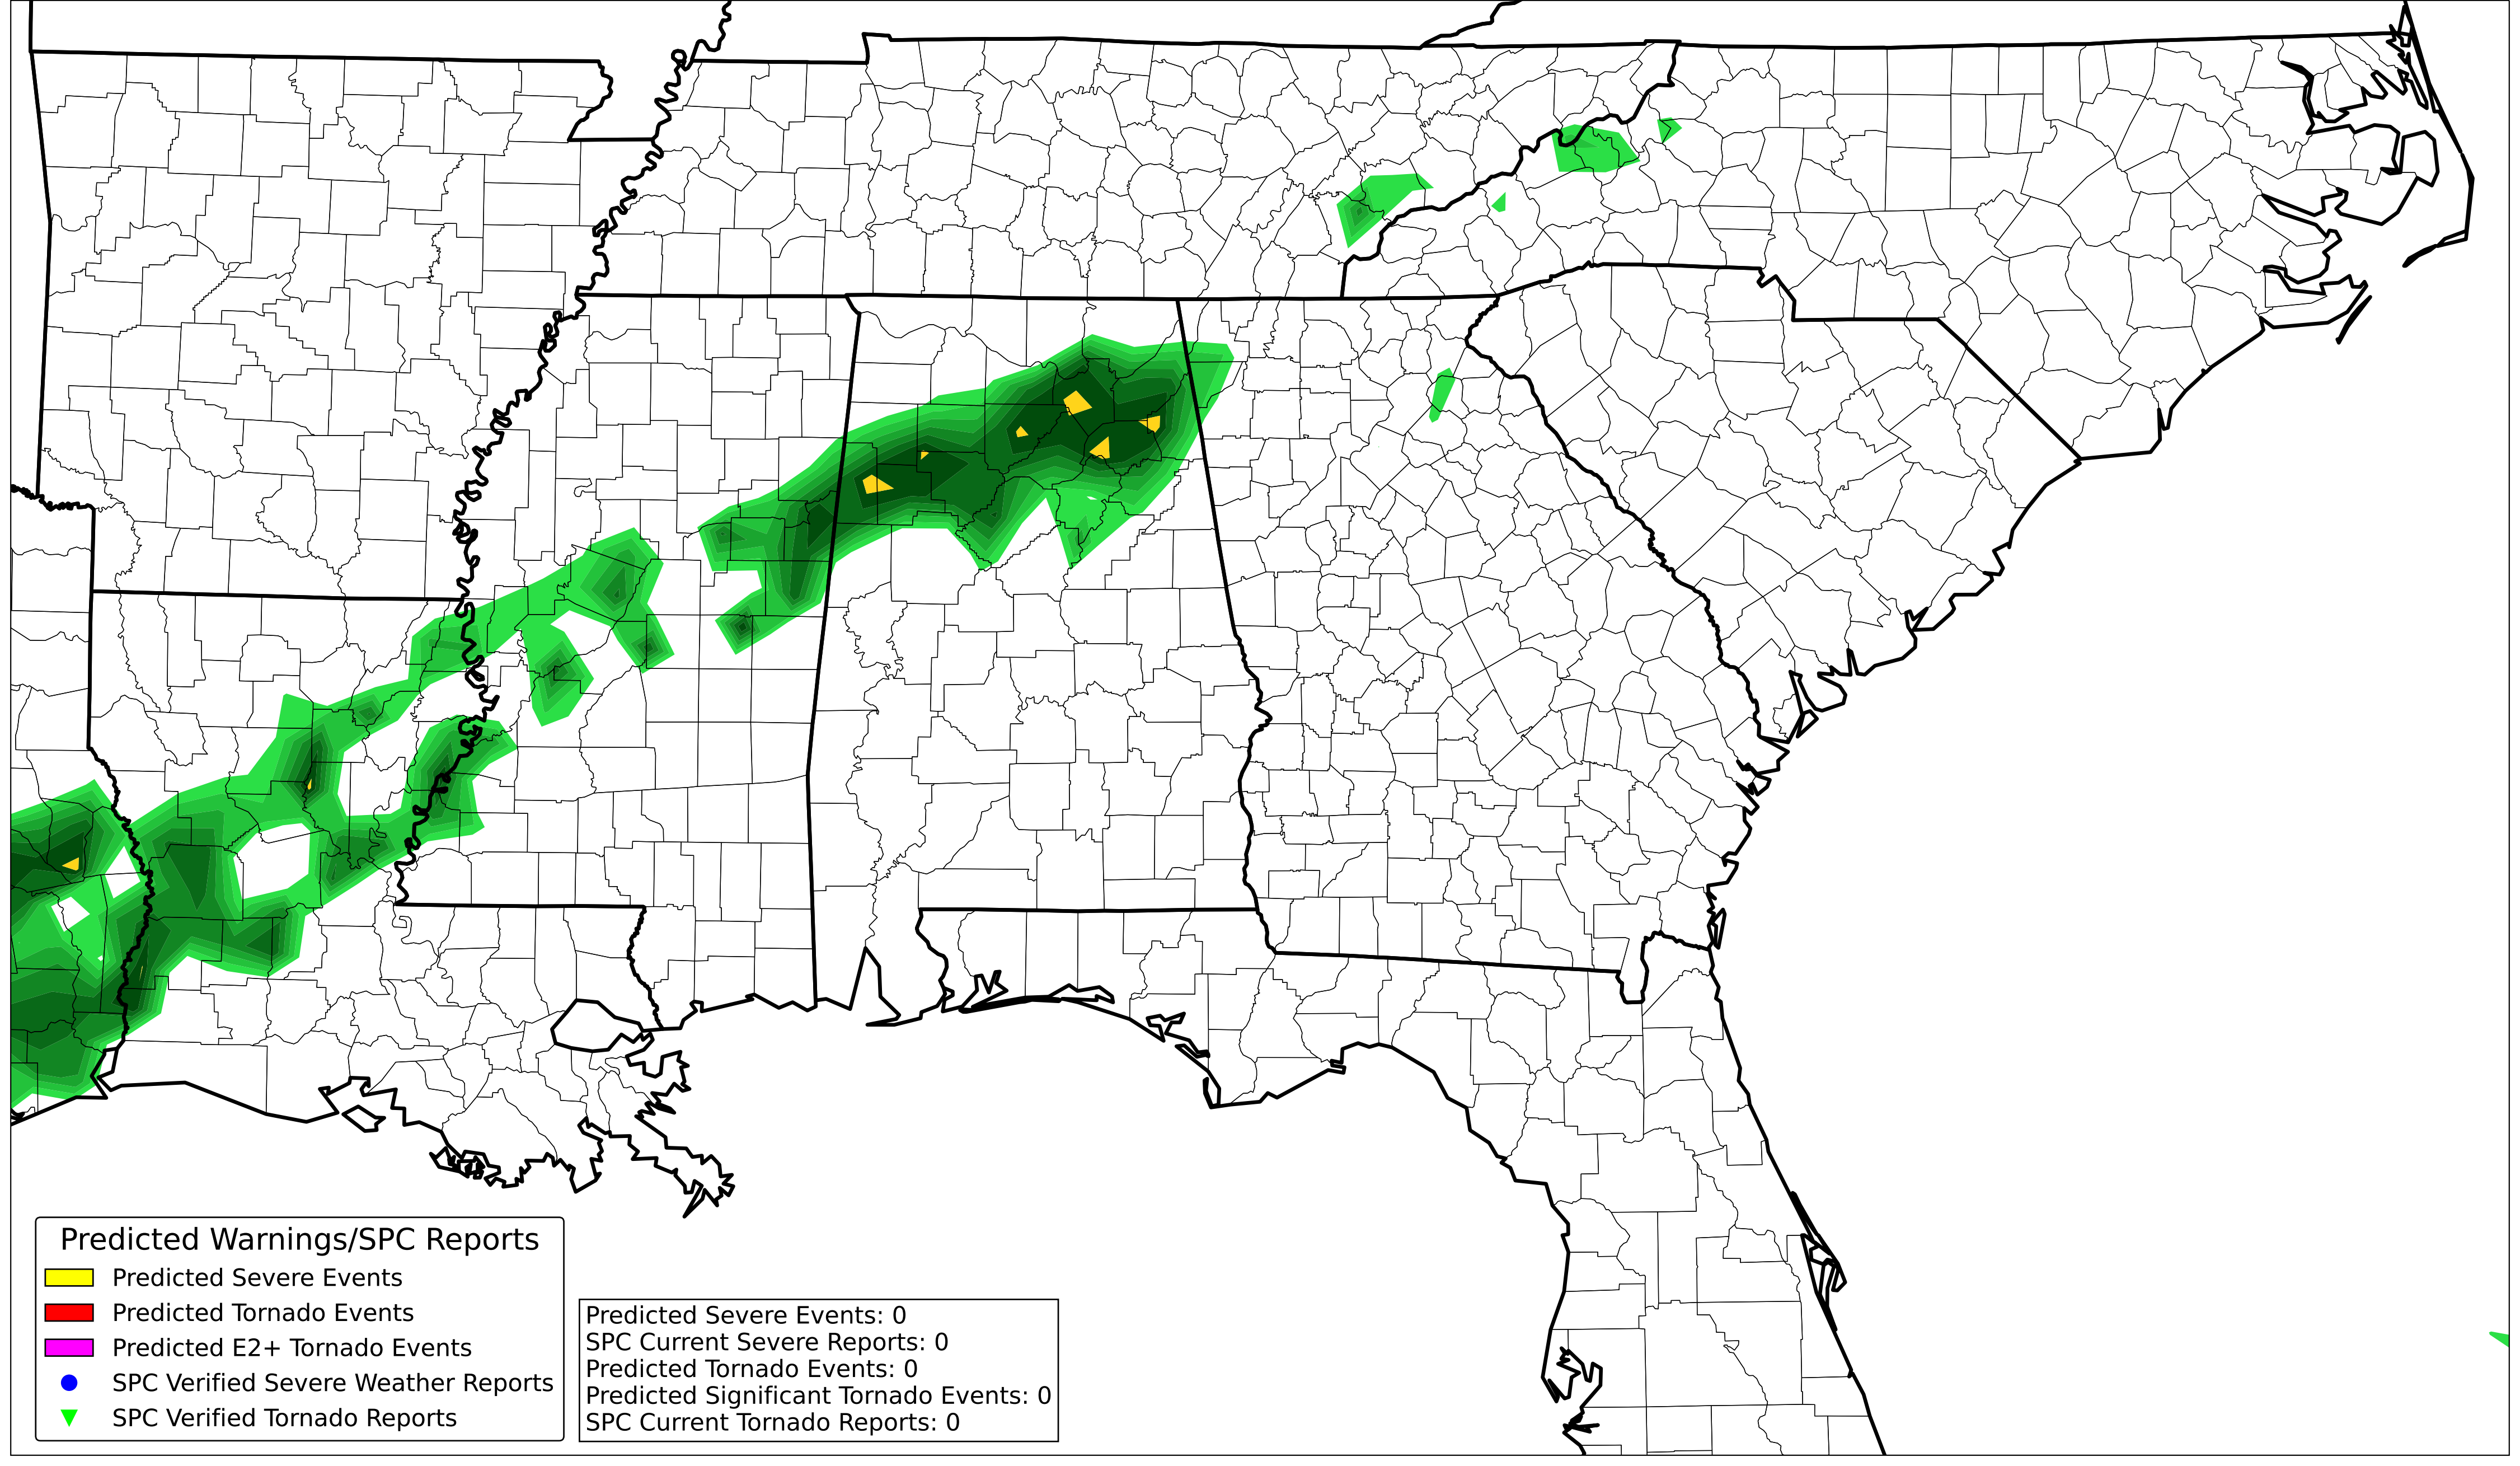 Predicted Warnings/SPC Reports
Predicted Severe Events
Predicted Tornado Events
Predicted E2+ Tornado Events
SPC Verified Severe Weather Reports
SPC Verified Tornado Reports
Predicted Severe Events: 0
SPC Current Severe Reports: 0
Predicted Tornado Events: 0
Predicted Significant Tornado Events: 0
SPC Current Tornado Reports: 0